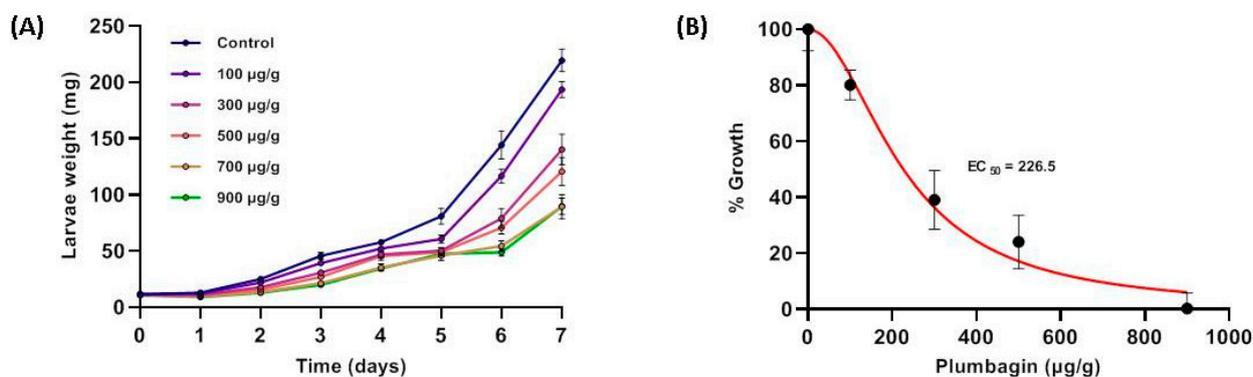 (A)
Larvae weight (mg)
250
200
150
100
50
0
Control
100 µg/g
300 µg/g
500 µg/g
700 µg/g
900 µg/g
0 1 2 3 4 5 6 7
Time (days)
(B)
% Growth
100
80
60
40
20
0
EC 50 = 226.5
0 200 400 600 800 1000
Plumbagin (µg/g)